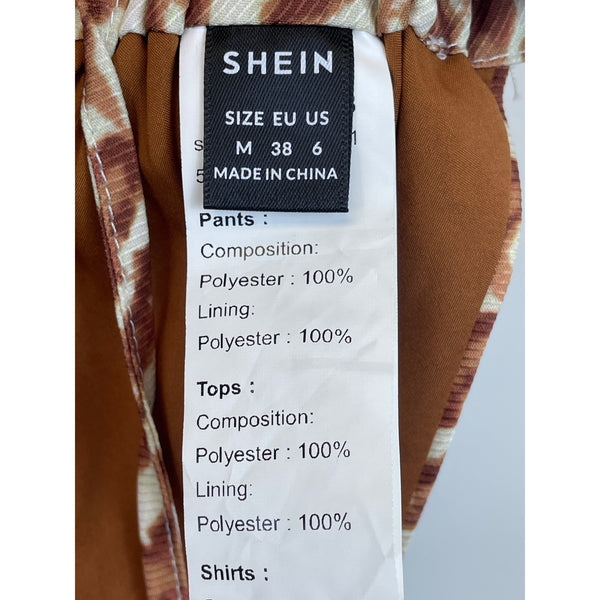 SHEIN
SIZE EU US
M 38 6
MADE IN CHINA
Pants :
Composition:
Polyester : 100%
Lining:
Polyester : 100%
Tops :
Composition:
Polyester : 100%
Lining:
Polyester : 100%
Shirts :